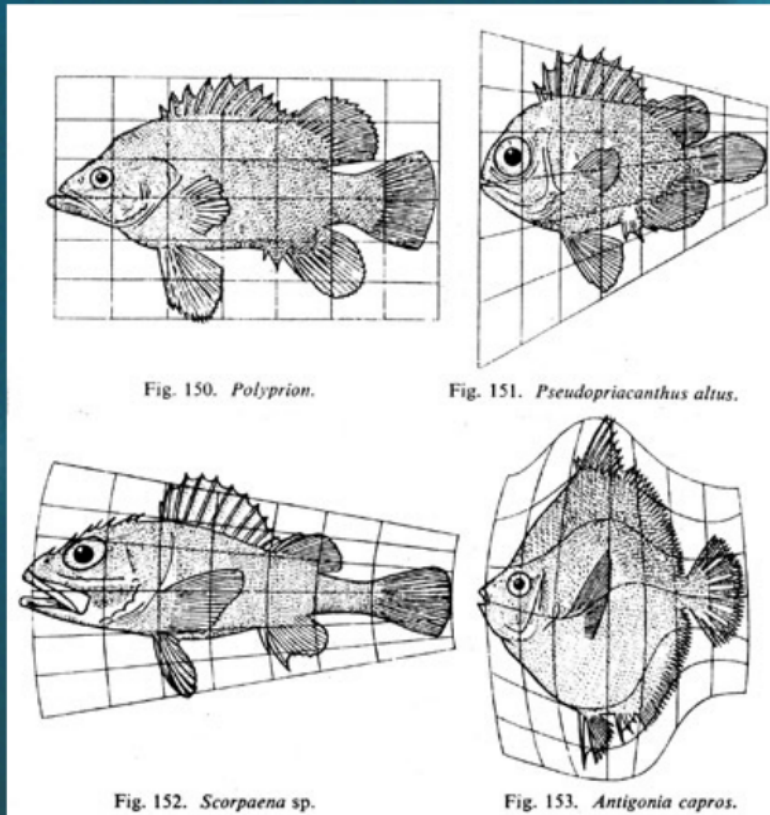 Fig. 150. Polyprion.
Fig. 151. Pseudopriacanthus altus.
Fig. 152. Scorpaena sp.
Fig. 153. Antigonia capros.